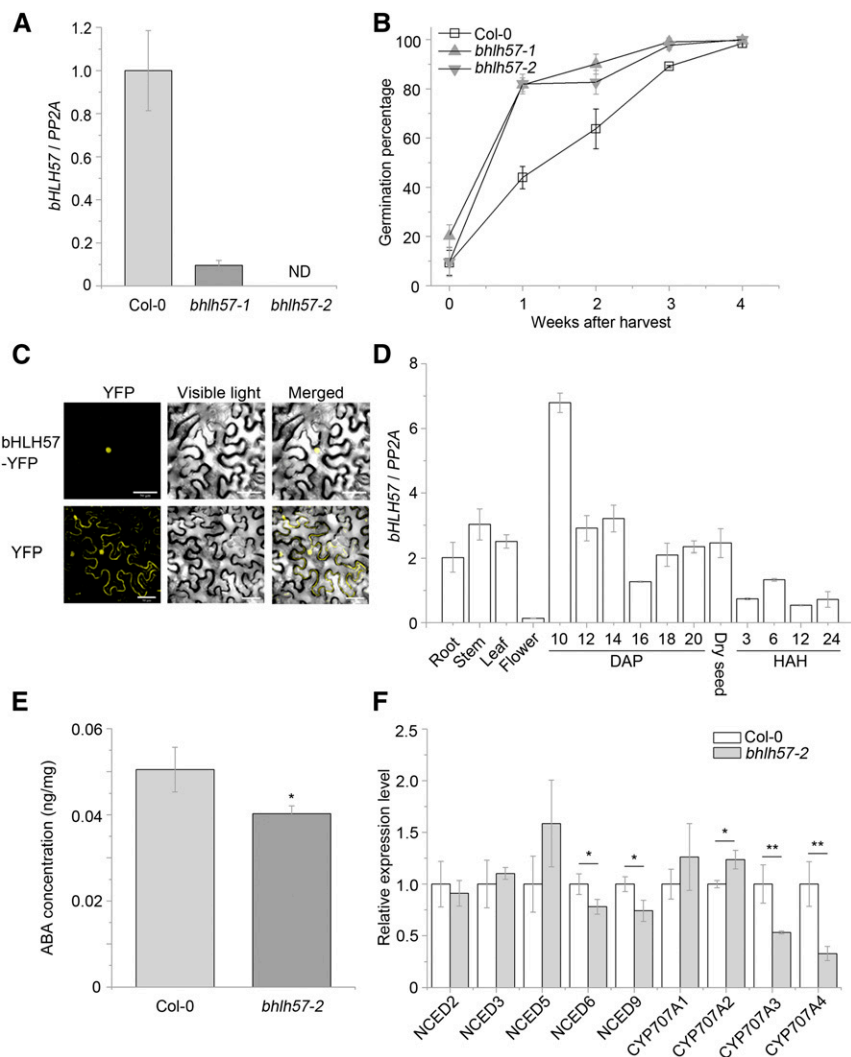 A
1.2
1.0
0.8
0.6
0.4
0.2
0
bHLH57 / PP2A
ND
Col-0 bhlh57-1 bhlh57-2
B
Col-0
bhlh57-1
bhlh57-2
100
80
60
40
20
0
Germination percentage
0 1 2 3 4
Weeks after harvest
C
YFP Visible light Merged
bHLH57
-YFP
YFP
D
8
6
4
2
0
bHLH57 / PP2A
Root Stem Leaf Flower 10 12 14 16 18 20 Dry seed 3 6 12 24
DAP HAH
E
0.06
0.04
0.02
0
ABA concentration (ng/mg)
*
Col-0 bhlh57-2
F
Col-0
bhlh57-2
2.5
2.0
1.5
1.0
0.5
0
Relative expression level
* * * ** **
NCED2 NCED3 NCED5 NCED6 NCED9 CYP707A1 CYP707A2 CYP707A3 CYP707A4